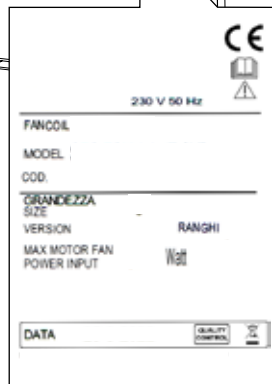 CE
230 V 50 Hz
FANCOIL
MODEL
COD.
GRANDEZZA
SIZE -
VERSION RANGHI
MAX MOTOR FAN
POWER INPUT Watt
DATA QUALITY
CONTROL